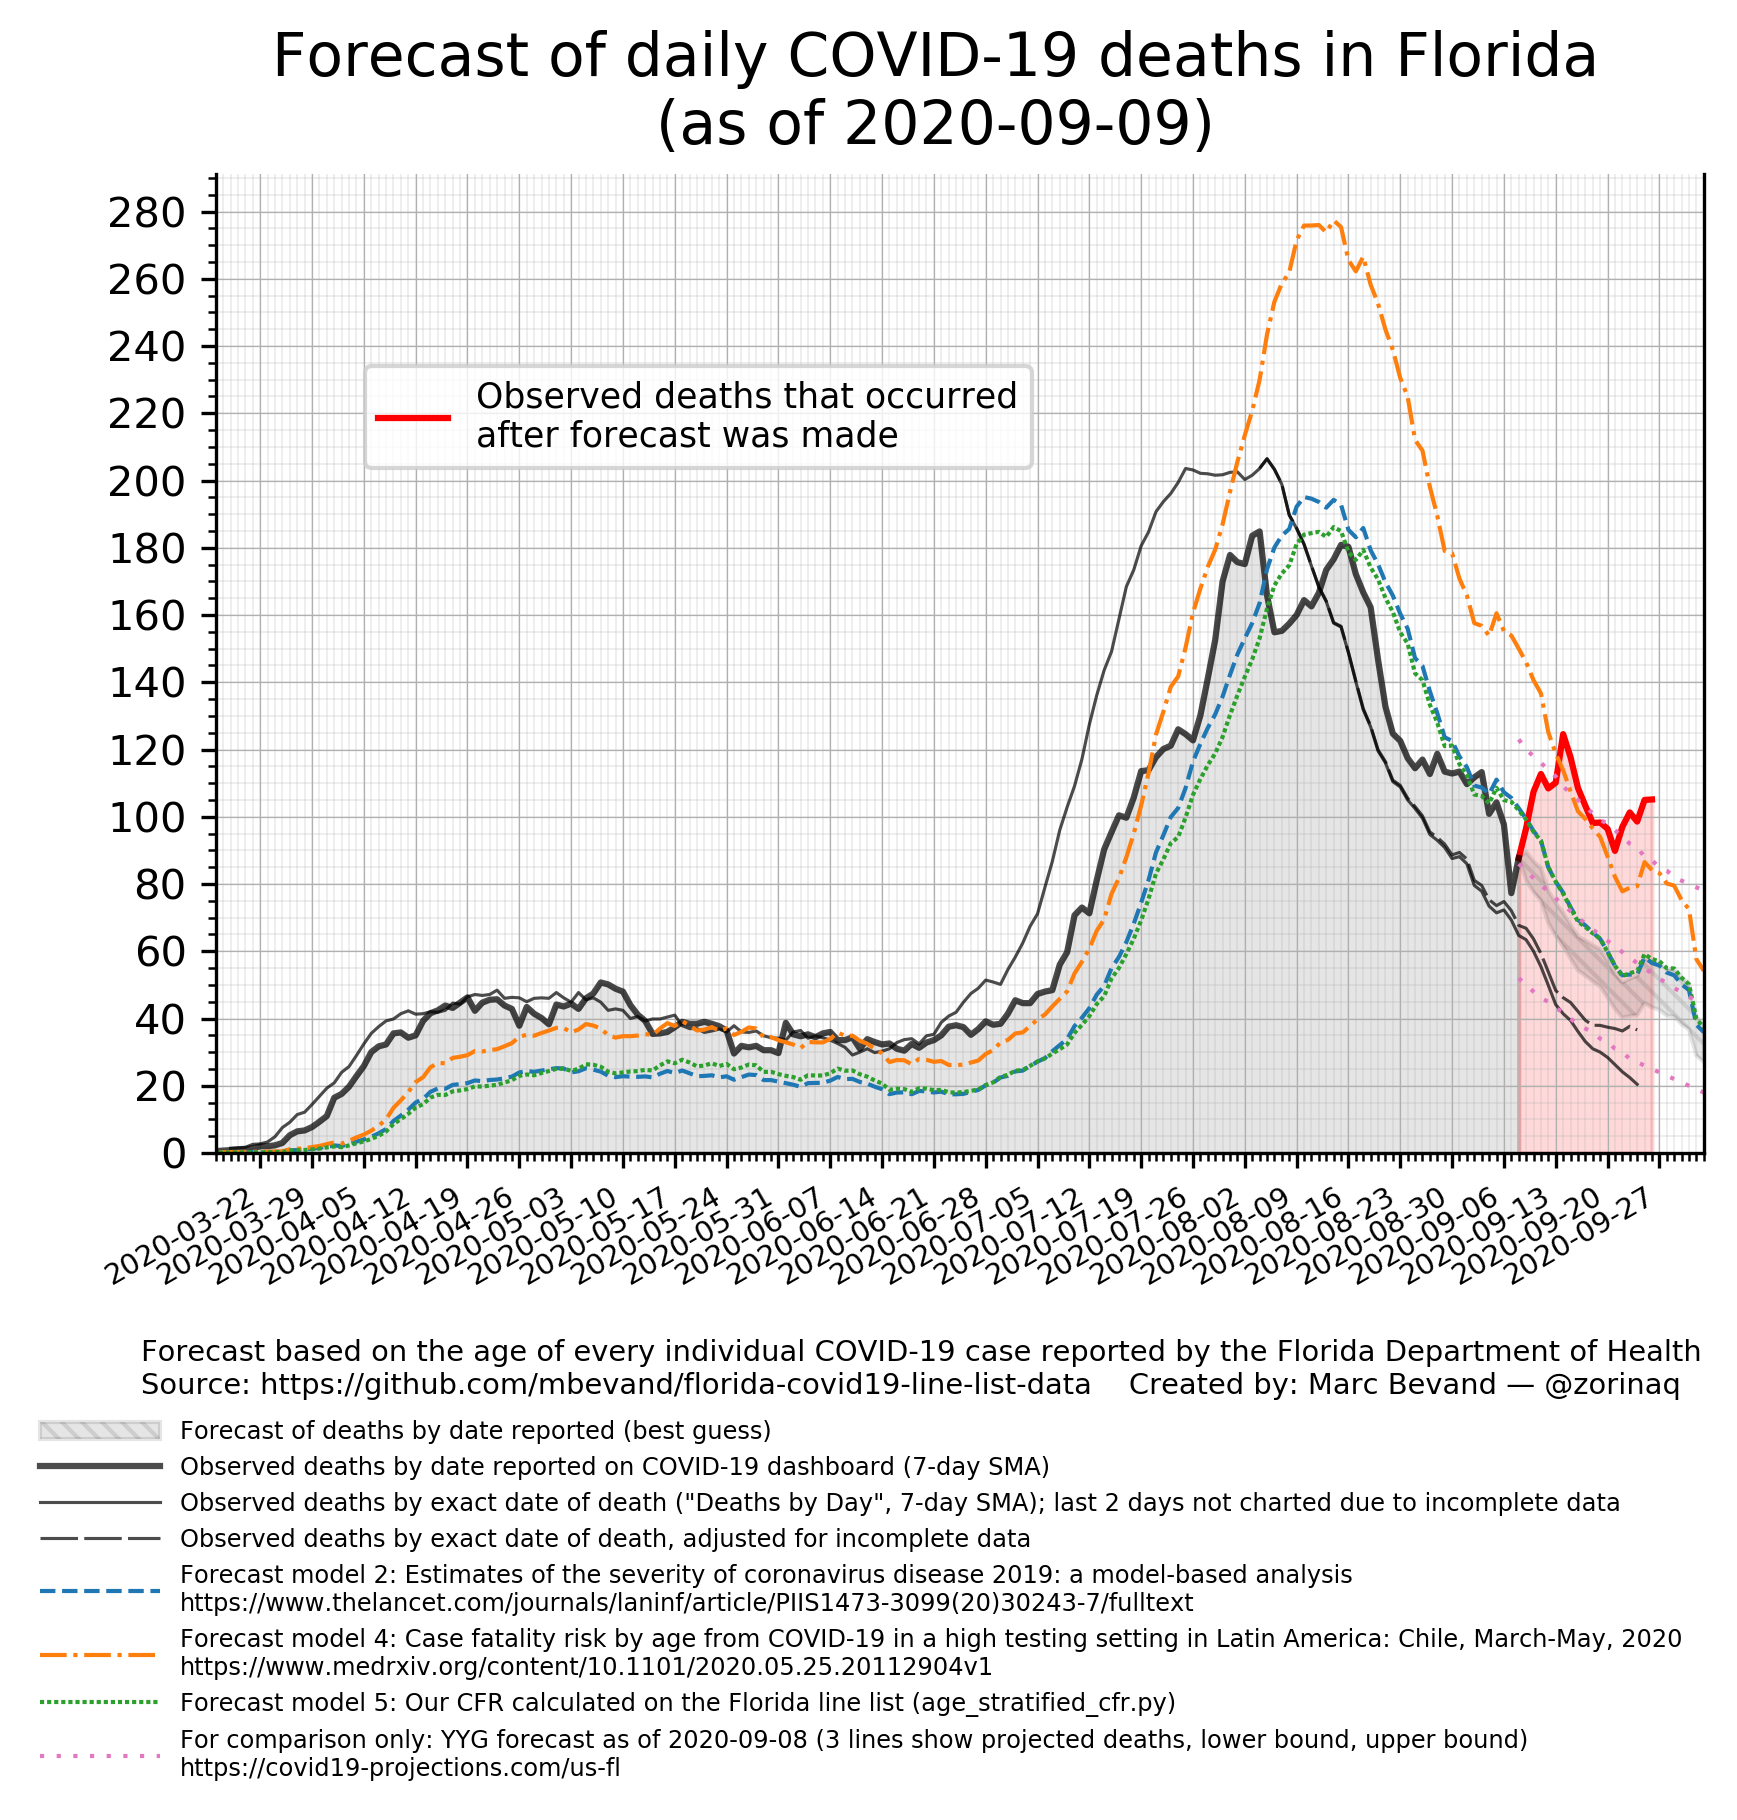 Forecast of daily COVID-19 deaths in Florida
(as of 2020-09-09)
280
260
240
220
200
180
160
140
120
100
80
60
40
20
0
Observed deaths that occurred
after forecast was made
2020-03-22
2020-03-29
2020-04-05
2020-04-12
2020-04-19
2020-04-26
2020-05-03
2020-05-10
2020-05-17
2020-05-24
2020-05-31
2020-06-07
2020-06-14
2020-06-21
2020-06-28
2020-07-05
2020-07-12
2020-07-19
2020-07-26
2020-08-02
2020-08-09
2020-08-16
2020-08-23
2020-08-30
2020-09-06
2020-09-13
2020-09-20
2020-09-27
Forecast based on the age of every individual COVID-19 case reported by the Florida Department of Health
Source: https://github.com/mbevand/florida-covid19-line-list-data    Created by: Marc Bevand — @zorinaq
Forecast of deaths by date reported (best guess)
Observed deaths by date reported on COVID-19 dashboard (7-day SMA)
Observed deaths by exact date of death ("Deaths by Day", 7-day SMA); last 2 days not charted due to incomplete data
Observed deaths by exact date of death, adjusted for incomplete data
Forecast model 2: Estimates of the severity of coronavirus disease 2019: a model-based analysis
https://www.thelancet.com/journals/laninf/article/PIIS1473-3099(20)30243-7/fulltext
Forecast model 4: Case fatality risk by age from COVID-19 in a high testing setting in Latin America: Chile, March-May, 2020
https://www.medrxiv.org/content/10.1101/2020.05.25.20112904v1
Forecast model 5: Our CFR calculated on the Florida line list (age_stratified_cfr.py)
For comparison only: YYG forecast as of 2020-09-08 (3 lines show projected deaths, lower bound, upper bound)
https://covid19-projections.com/us-fl